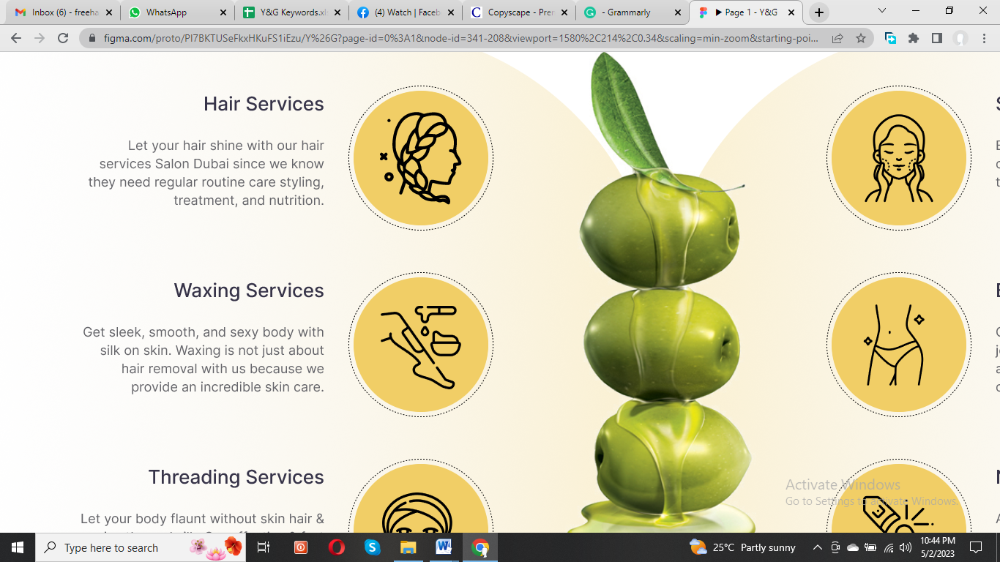 Inbox (6) - freeha
WhatsApp
Y&G Keywords.xl
(4) Watch | Faceb
Copyscape - Prer
- Grammarly
Page 1 - Y&G
figma.com/proto/PI7BKTUSeFkxHKuFS1iEzu/Y%26G?page-id=0%3A1&node-id=341-208&viewport=1580%2C214%2C0.34&scaling=min-zoom&starting-poi...
Hair Services
Let your hair shine with our hair
services Salon Dubai since we know
they need regular routine care styling,
treatment, and nutrition.
Waxing Services
Get sleek, smooth, and sexy body with
silk on skin. Waxing is not just about
hair removal with us because we
provide an incredible skin care.
Threading Services
Let your body flaunt without skin hair &
Activate Windows
Go to Settings to activate Windows.
Type here to search
25°C Partly sunny
10:44 PM
5/2/2023